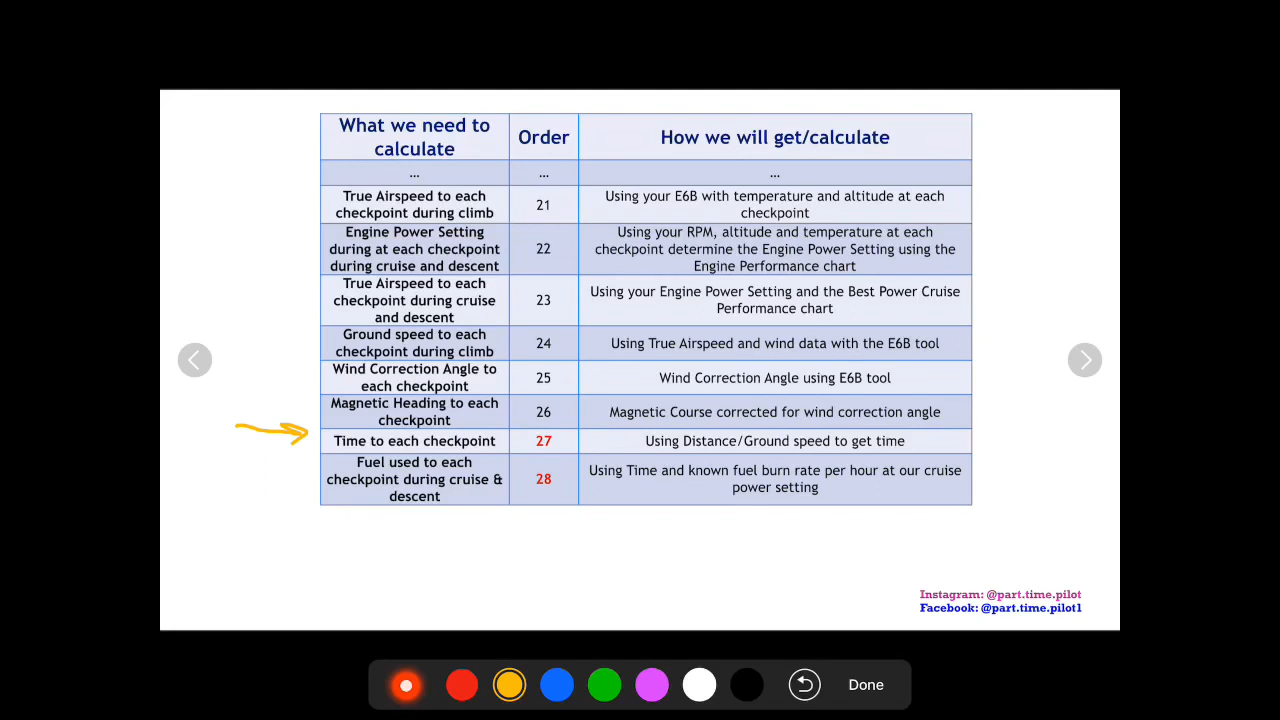 What we need to
calculate
Order
How we will get/calculate
...
...
...
True Airspeed to each
checkpoint during climb
21
Using your E6B with temperature and altitude at each
checkpoint
Engine Power Setting
during at each checkpoint
during cruise and descent
22
Using your RPM, altitude and temperature at each
checkpoint determine the Engine Power Setting using the
Engine Performance chart
True Airspeed to each
checkpoint during cruise
and descent
23
Using your Engine Power Setting and the Best Power Cruise
Performance chart
Ground speed to each
checkpoint during climb
24
Using True Airspeed and wind data with the E6B tool
Wind Correction Angle to
each checkpoint
25
Wind Correction Angle using E6B tool
Magnetic Heading to each
checkpoint
26
Magnetic Course corrected for wind correction angle
Time to each checkpoint
27
Using Distance/Ground speed to get time
Fuel used to each
checkpoint during cruise &
descent
28
Using Time and known fuel burn rate per hour at our cruise
power setting
Instagram: @part.time.pilot
Facebook: @part.time.pilot1
Done